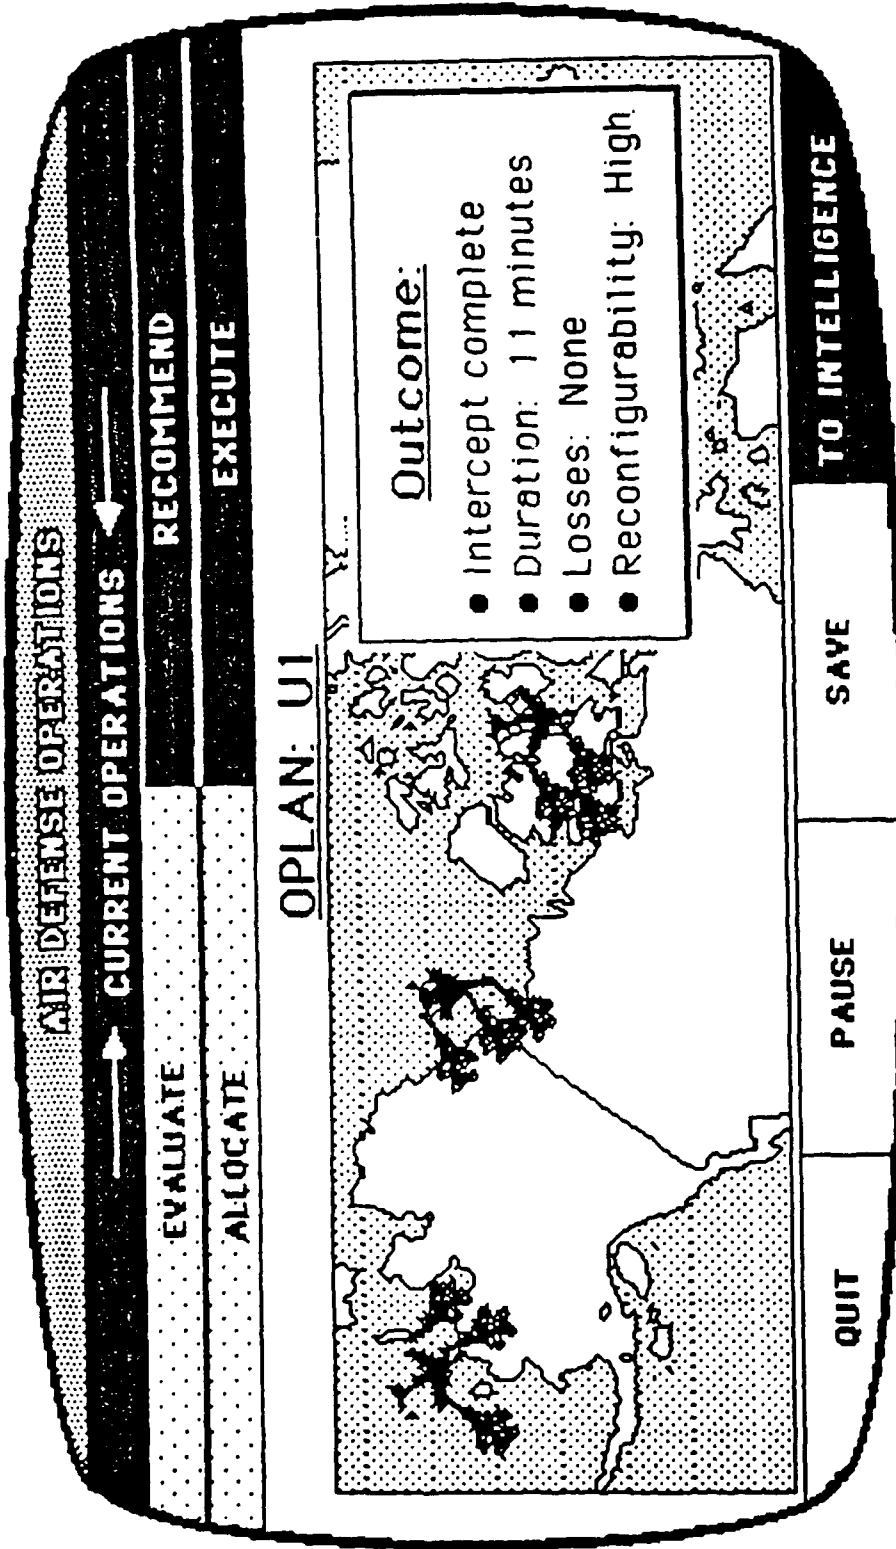 AIR DEFENSE OPERATIONS
CURRENT OPERATIONS
EVALUATE
RECOMMEND
ALLOCATE
EXECUTE
OPLAN: U1
Outcome:
● Intercept complete
● Duration: 11 minutes
● Losses: None
● Reconfigurability: High
QUIT
PAUSE
SAVE
TO INTELLIGENCE